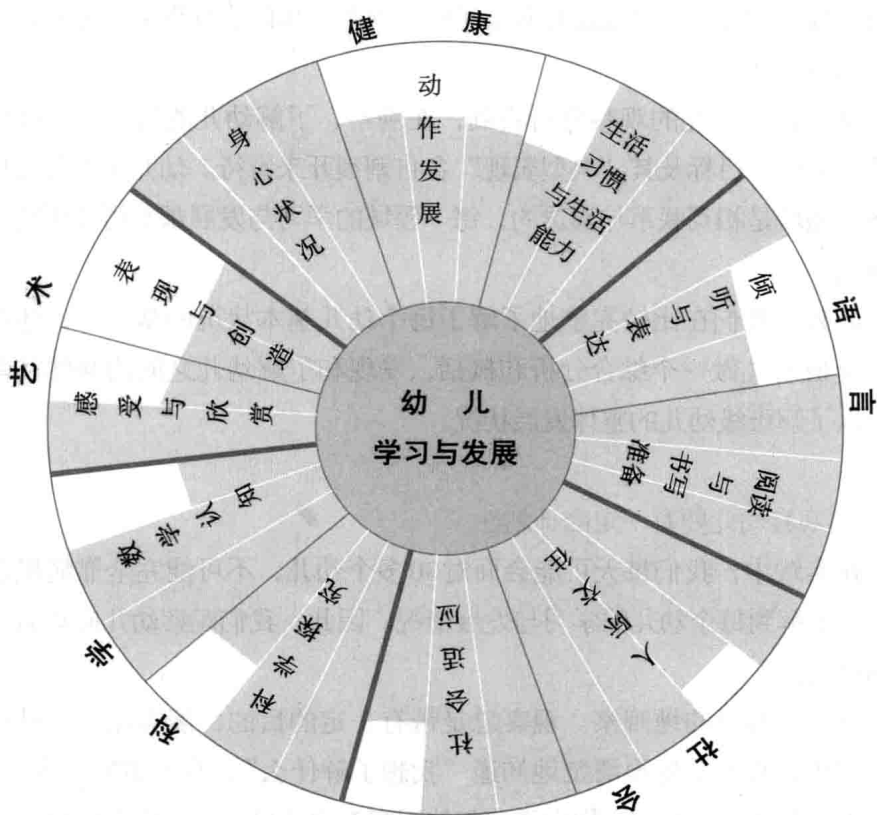 健康
身心状况
动作发展
生活
习惯
与生活
能力
语言
倾听与表达
阅读
与
书写
准备
社会
人际交往
社会适应
科学
科学探究
数学认知
艺术
感受与欣赏
表现与创造
幼 儿
学习与发展